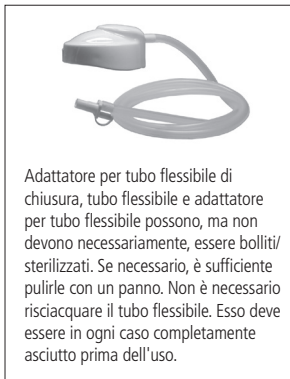 Adattatore per tubo flessibile di
chiusura, tubo flessibile e adattatore
per tubo flessibile possono, ma non
devono necessariamente, essere bolliti/
sterilizzati. Se necessario, è sufficiente
pulirle con un panno. Non è necessario
risciacquare il tubo flessibile. Esso deve
essere in ogni caso completamente
asciutto prima dell'uso.